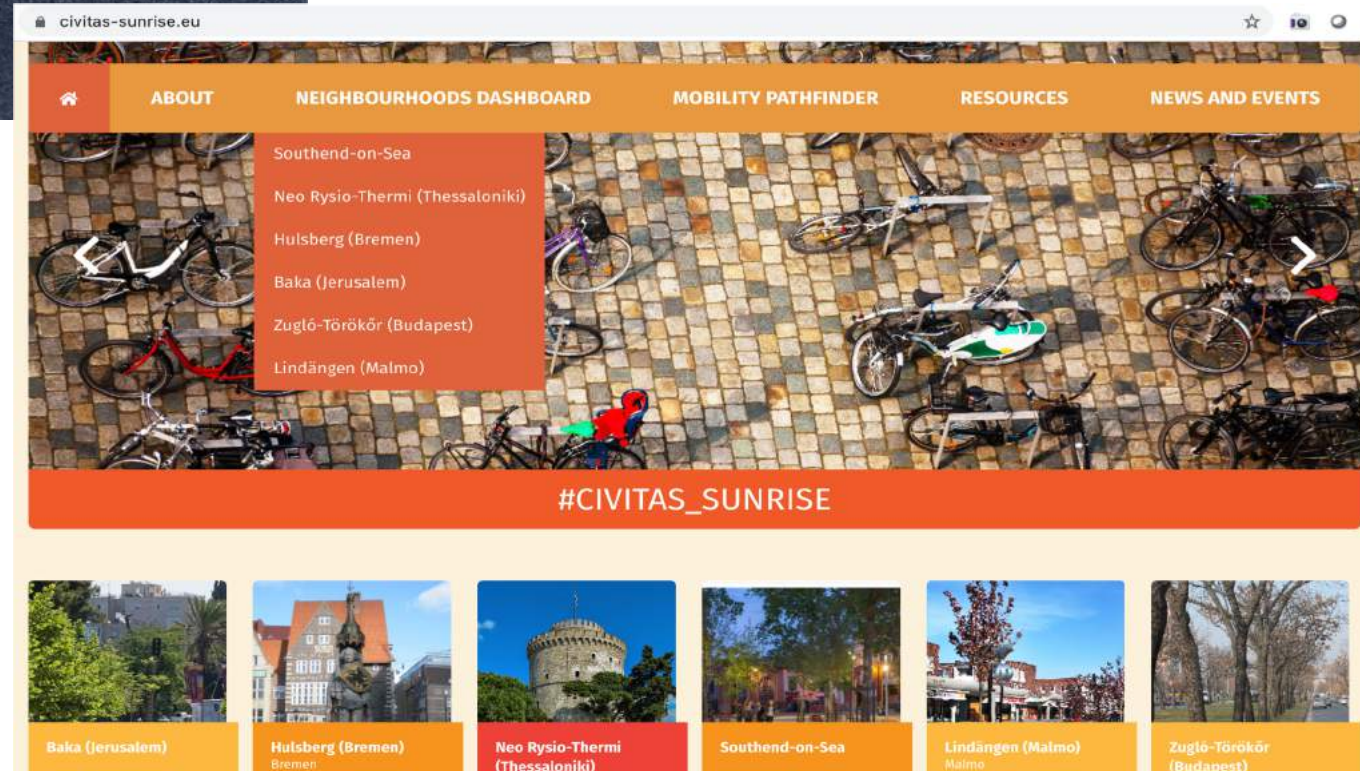 civitas-sunrise.eu
ABOUT
NEIGHBOURHOODS DASHBOARD
MOBILITY PATHFINDER
RESOURCES
NEWS AND EVENTS
Southend-on-Sea
Neo Rysio-Thermi (Thessaloniki)
Hulsberg (Bremen)
Baka (Jerusalem)
Zugló-Törökőr (Budapest)
Lindängen (Malmo)
#CIVITAS_SUNRISE
Baka (Jerusalem)
Hulsberg (Bremen)
Bremen
Neo Rysio-Thermi
(Thessaloniki)
Southend-on-Sea
Lindängen (Malmo)
Malmo
Zugló-Törökőr
(Budapest)